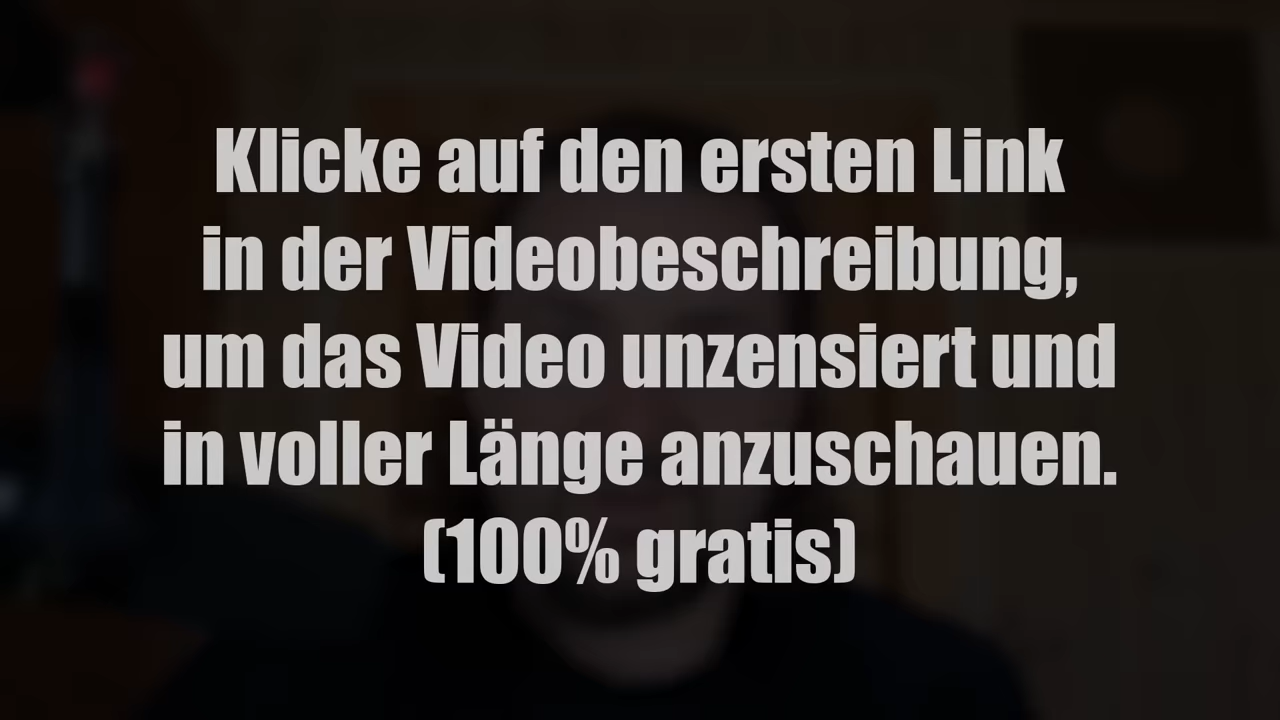 Klicke auf den ersten Link
in der Videobeschreibung,
um das Video unzensiert und
in voller Länge anzuschauen.
(100% gratis)